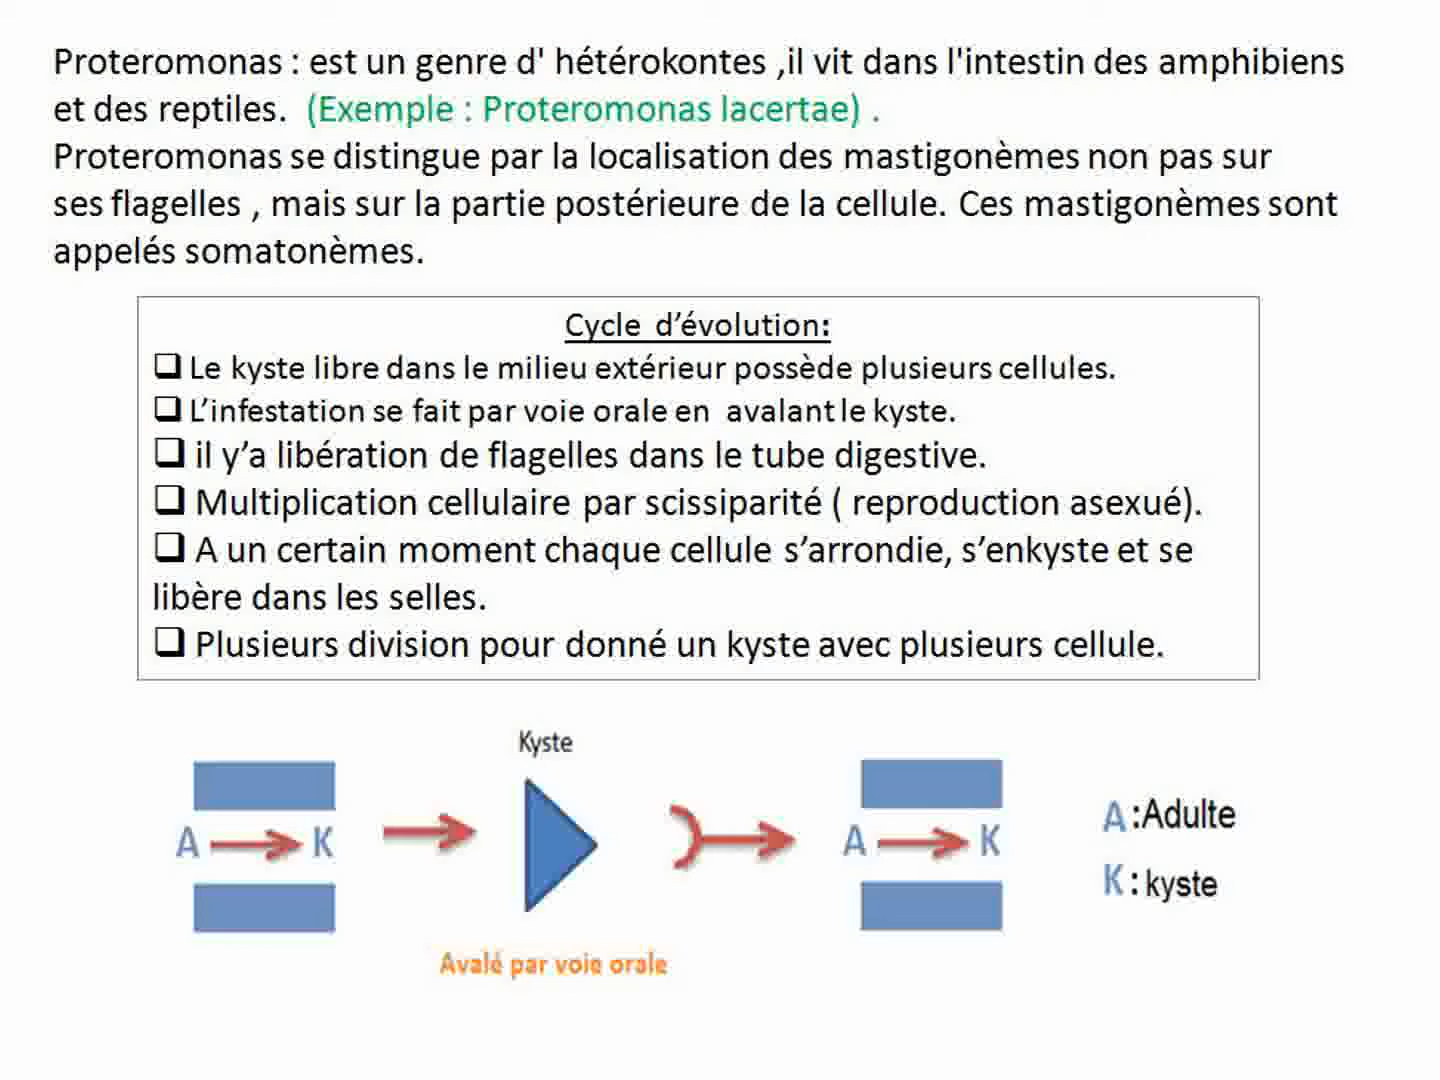 Proteromonas : est un genre d' hétérokontes ,il vit dans l'intestin des amphibiens
et des reptiles. (Exemple : Proteromonas lacertae) .
Proteromonas se distingue par la localisation des mastigonèmes non pas sur
ses flagelles , mais sur la partie postérieure de la cellule. Ces mastigonèmes sont
appelés somatonèmes.
Cycle d’évolution:
❑ Le kyste libre dans le milieu extérieur possède plusieurs cellules.
❑ L’infestation se fait par voie orale en avalant le kyste.
❑ il y’a libération de flagelles dans le tube digestive.
❑ Multiplication cellulaire par scissiparité ( reproduction asexué).
❑ A un certain moment chaque cellule s’arrondie, s’enkyste et se
libère dans les selles.
❑ Plusieurs division pour donné un kyste avec plusieurs cellule.
Kyste
A K
A K
A :Adulte
K : kyste
Avalé par voie orale